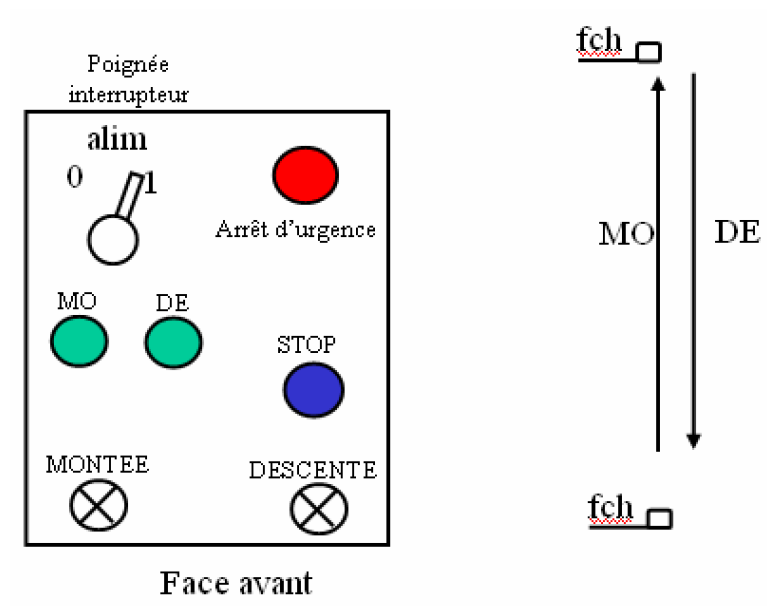 Poignée
interrupteur
alim
0 1
Arrêt d'urgence
MO DE
STOP
MONTEE DESCENTE
Face avant
fch
MO DE
fch